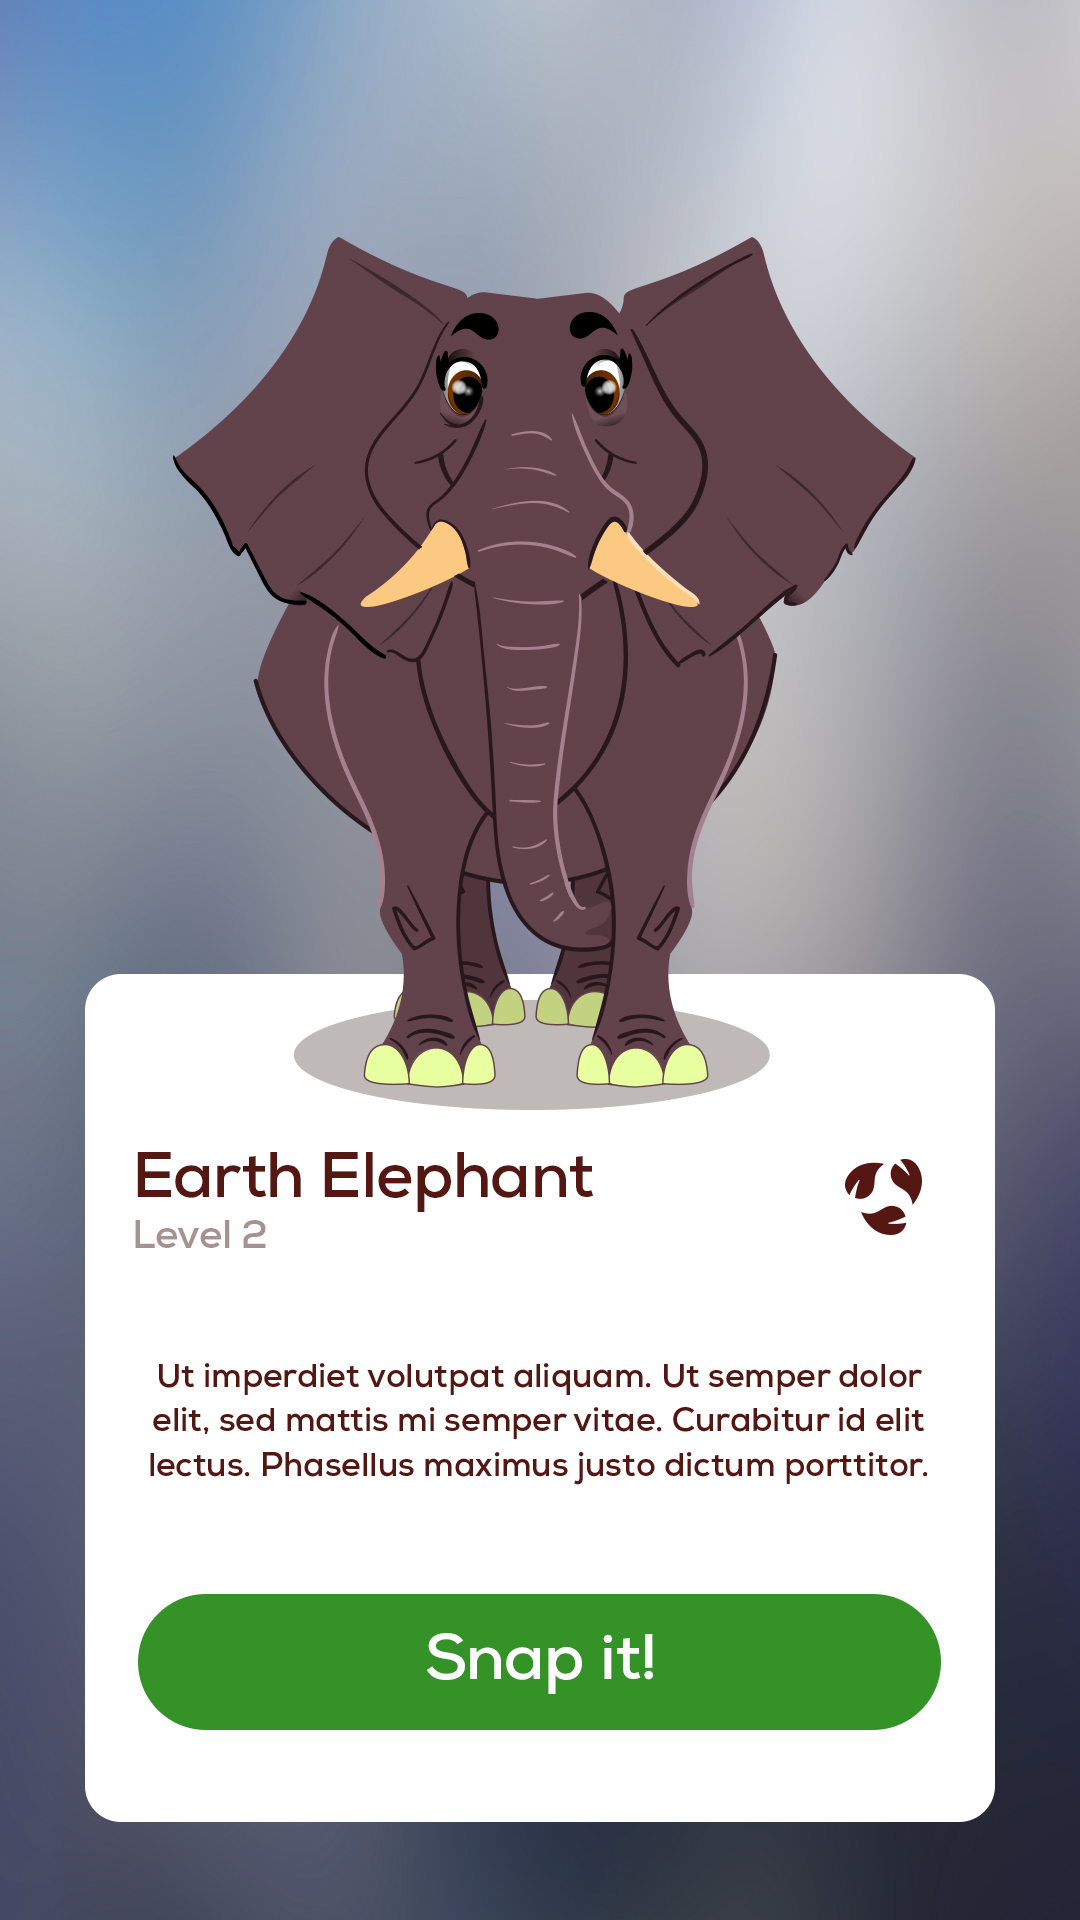 Earth Elephant
Level 2
Ut imperdiet volutpat aliquam. Ut semper dolor
elit, sed mattis mi semper vitae. Curabitur id elit
lectus. Phasellus maximus justo dictum porttitor.
Snap it!